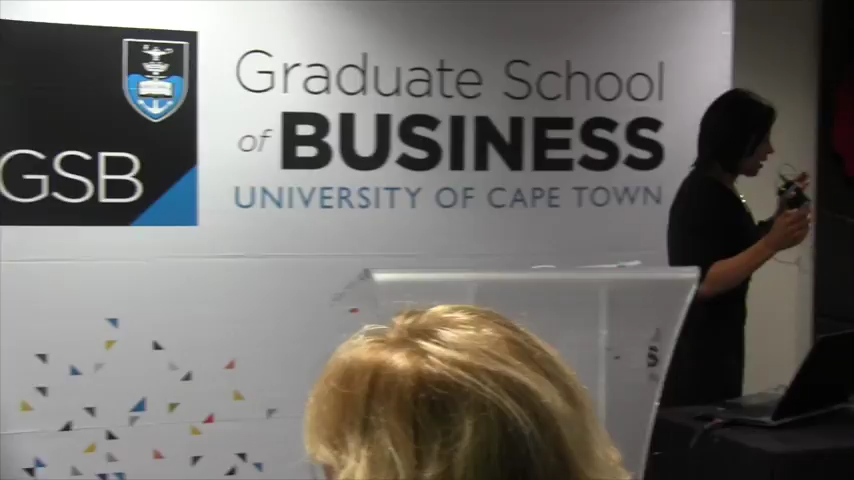 GSB
Graduate School
of BUSINESS
UNIVERSITY OF CAPE TOWN